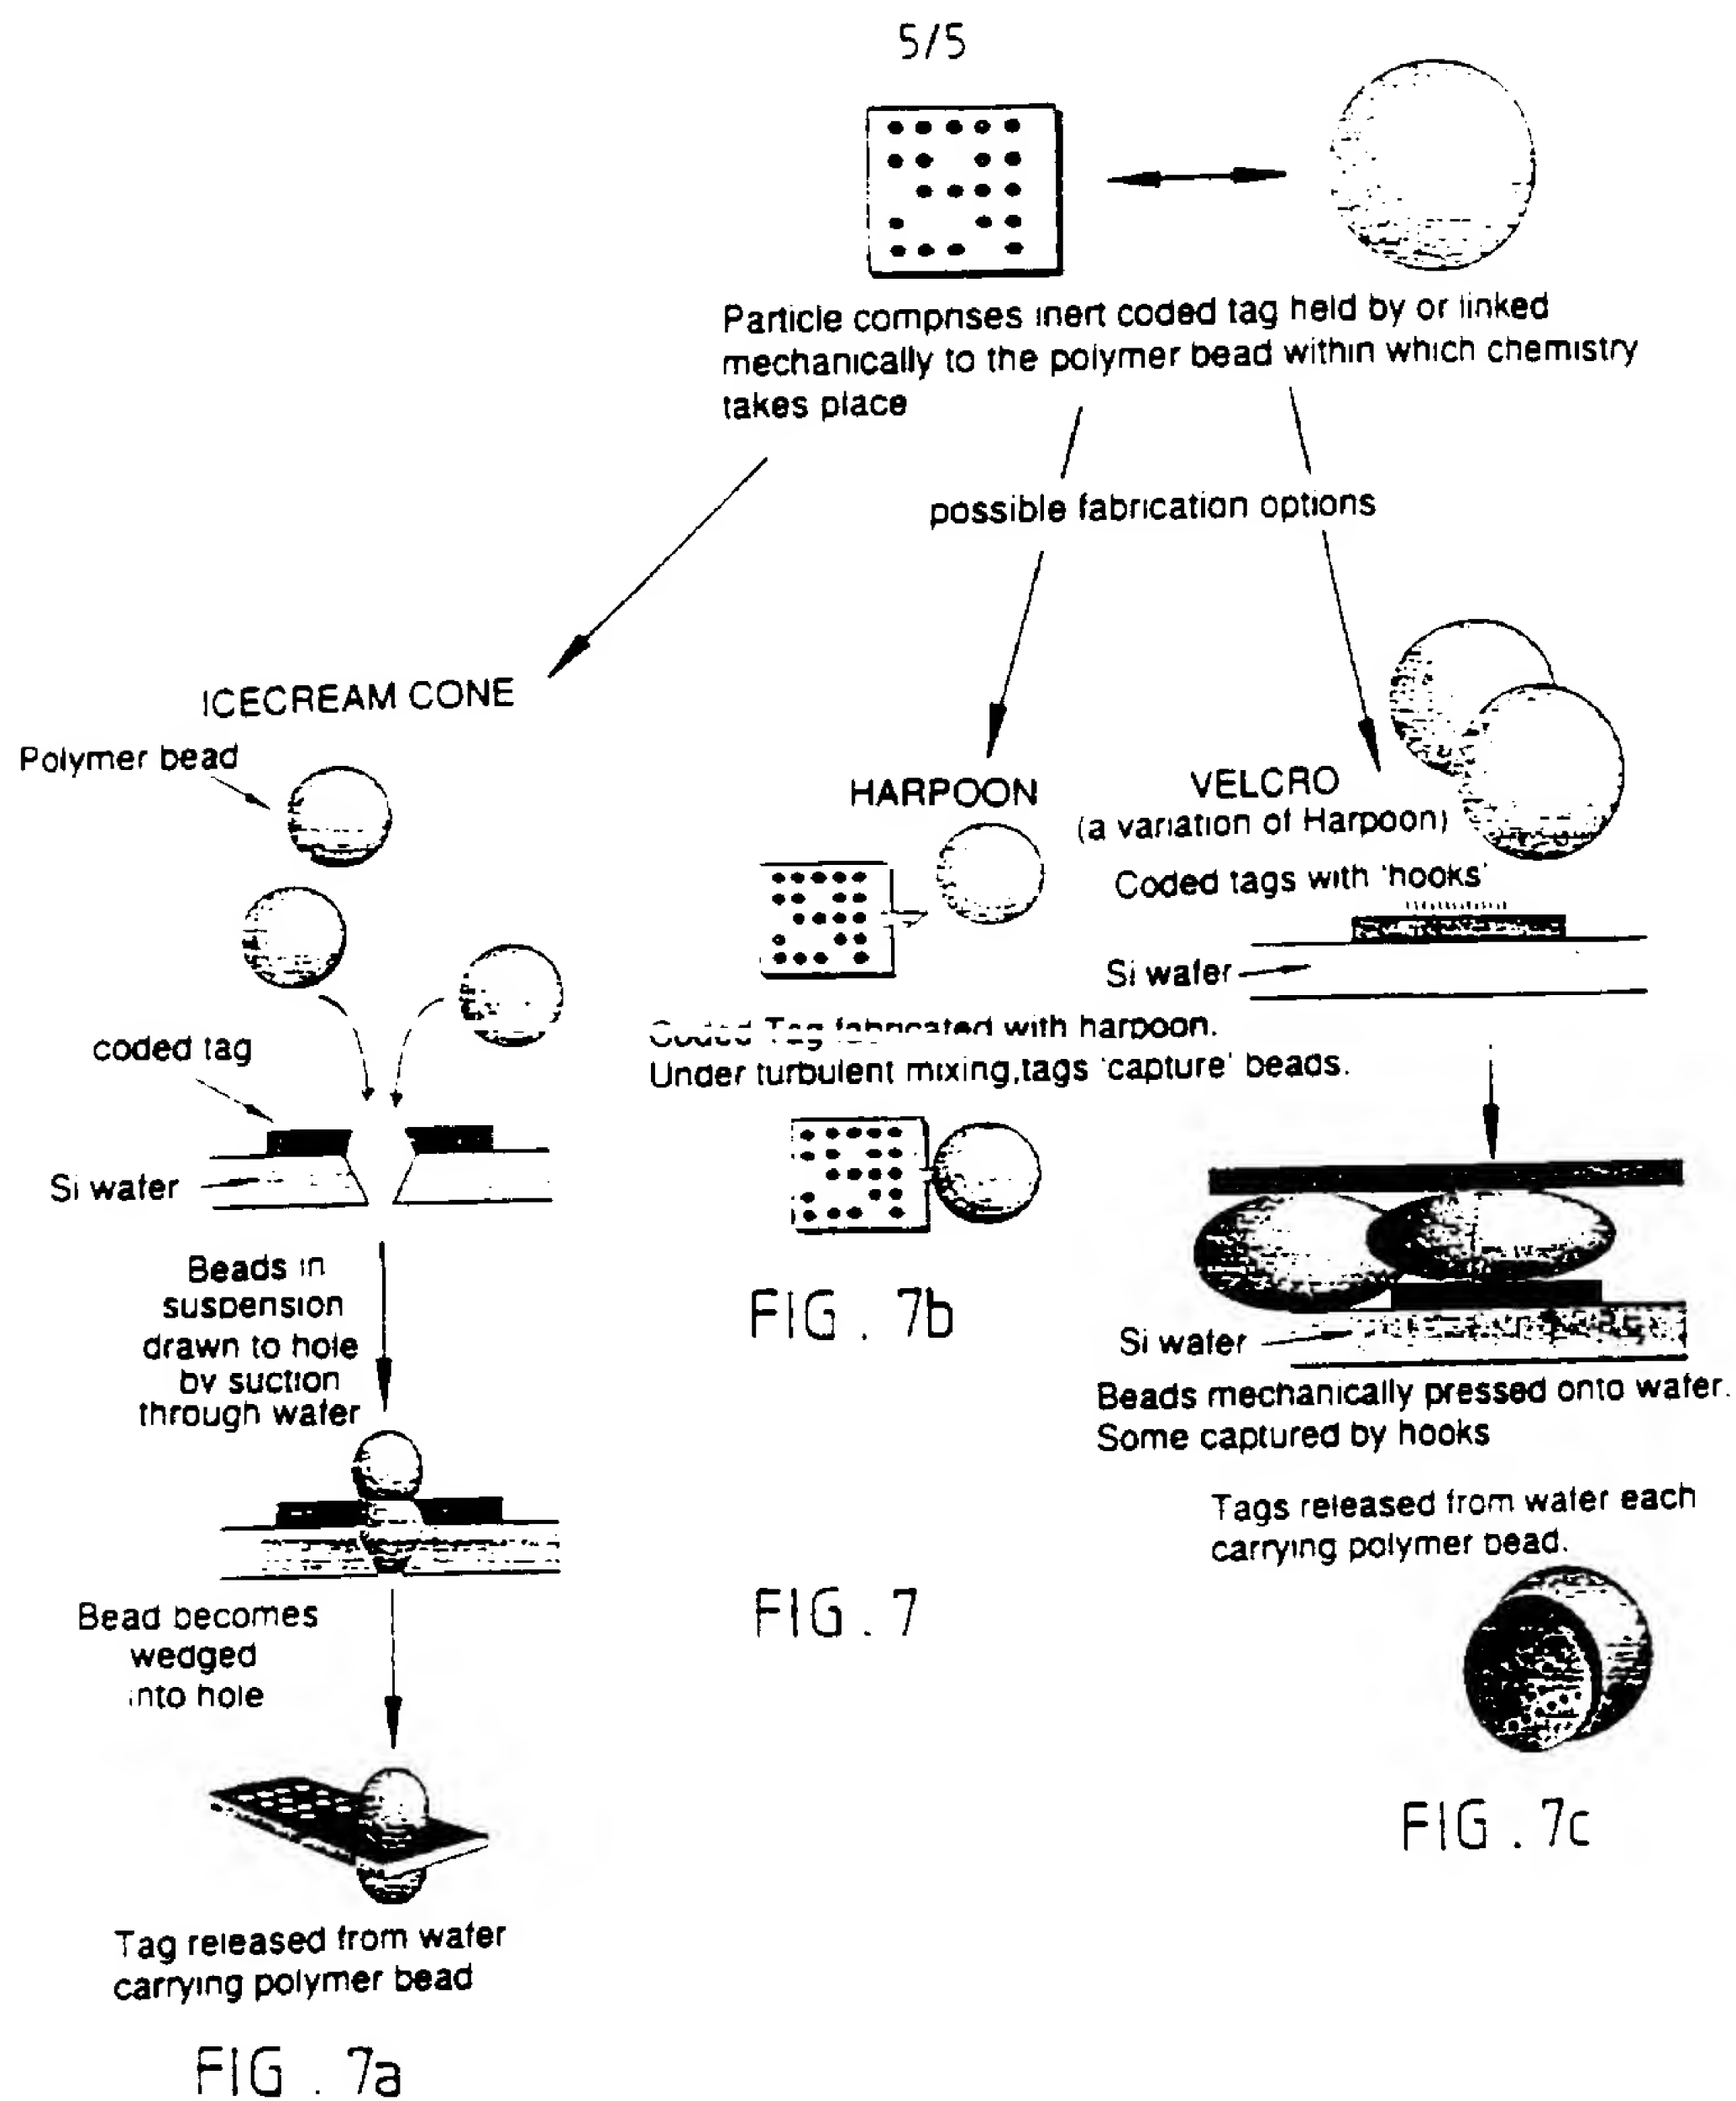 5/5
Particle comprises inert coded tag held by or linked
mechanically to the polymer bead within which chemistry
takes place
possible fabrication options
ICECREAM CONE
Polymer bead
coded tag
Si wafer
Beads in
suspension
drawn to hole
by suction
through wafer
Bead becomes
wedged
into hole
Tag released from wafer
carrying polymer bead
FIG . 7a
HARPOON
Coded Tag fabricated with harpoon.
Under turbulent mixing,tags 'capture' beads.
FIG . 7b
FIG . 7
VELCRO
(a variation of Harpoon)
Coded tags with 'hooks'
Si wafer
Si wafer
Beads mechanically pressed onto wafer.
Some captured by hooks
Tags released from wafer each
carrying polymer bead.
FIG . 7c